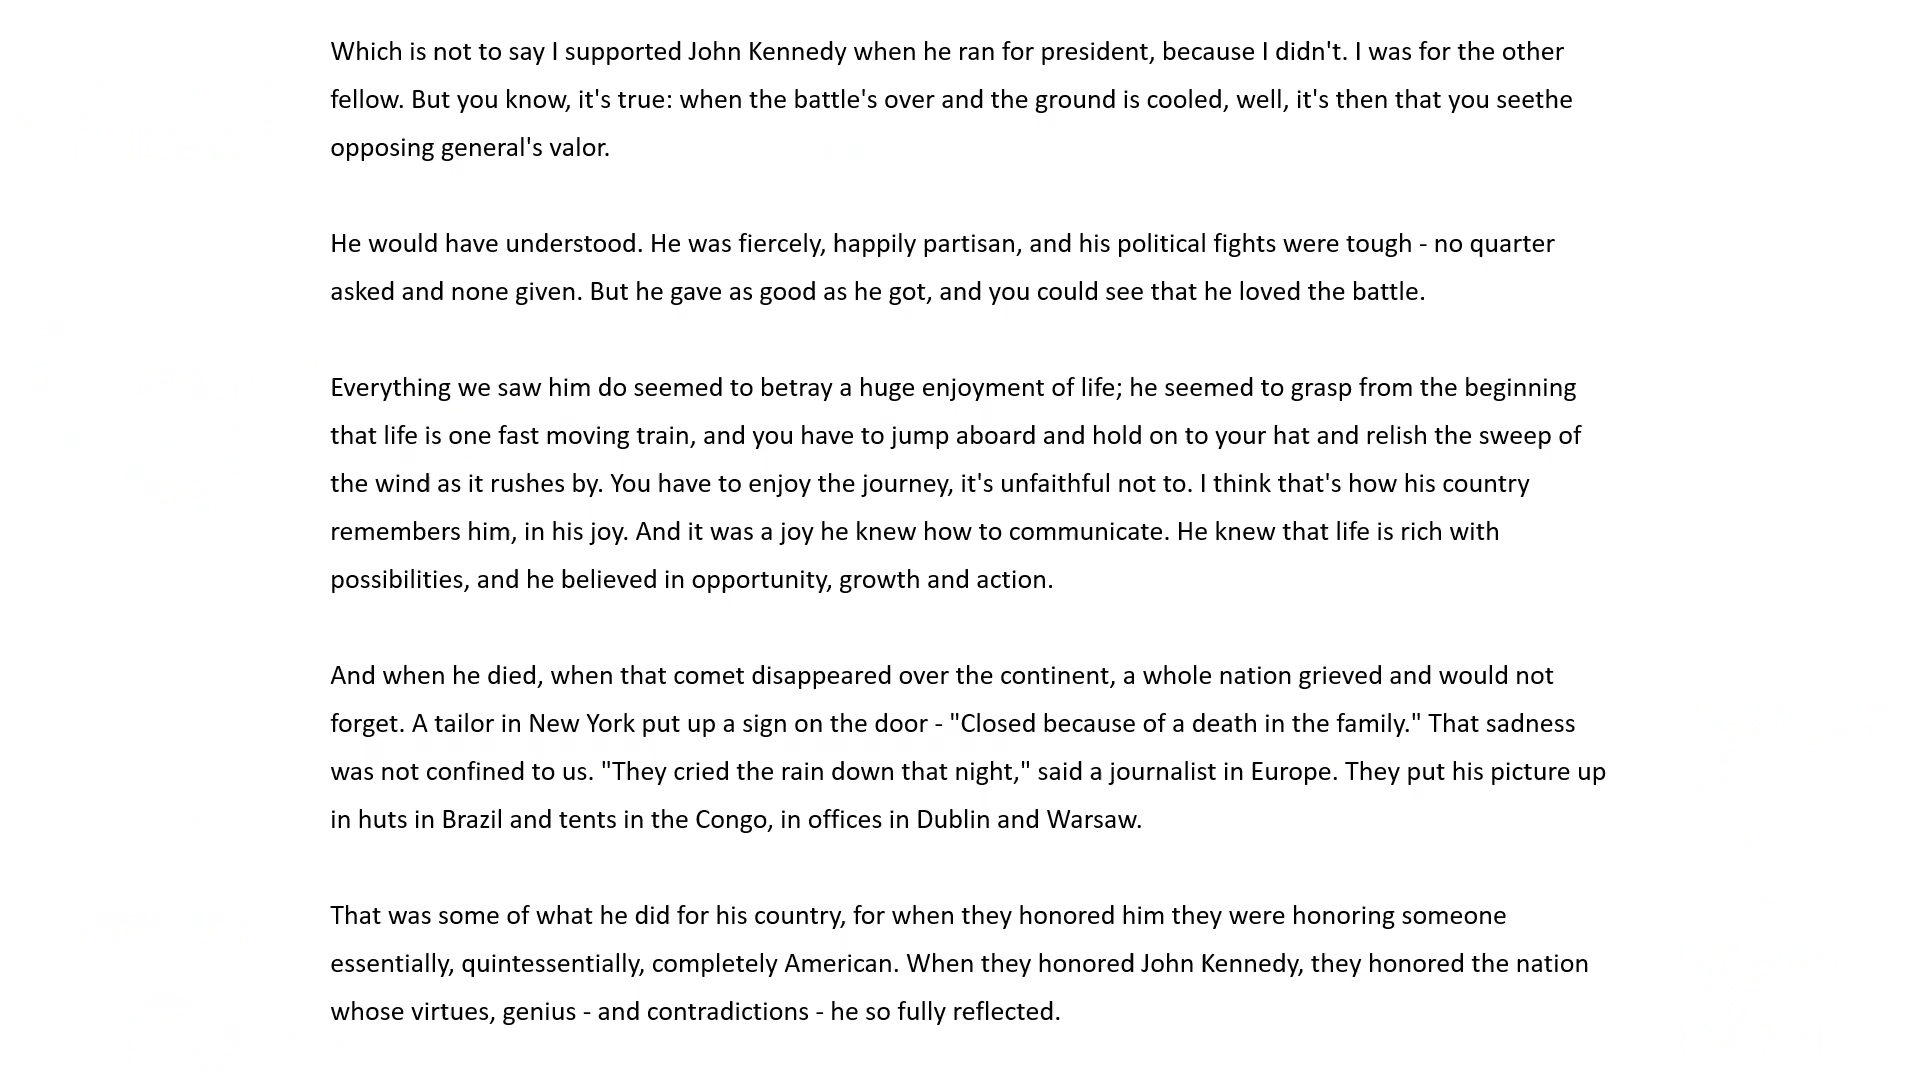 Which is not to say I supported John Kennedy when he ran for president, because I didn't. I was for the other
fellow. But you know, it's true: when the battle's over and the ground is cooled, well, it's then that you seethe
opposing general's valor.
He would have understood. He was fiercely, happily partisan, and his political fights were tough - no quarter
asked and none given. But he gave as good as he got, and you could see that he loved the battle.
Everything we saw him do seemed to betray a huge enjoyment of life; he seemed to grasp from the beginning
that life is one fast moving train, and you have to jump aboard and hold on to your hat and relish the sweep of
the wind as it rushes by. You have to enjoy the journey, it's unfaithful not to. I think that's how his country
remembers him, in his joy. And it was a joy he knew how to communicate. He knew that life is rich with
possibilities, and he believed in opportunity, growth and action.
And when he died, when that comet disappeared over the continent, a whole nation grieved and would not
forget. A tailor in New York put up a sign on the door - "Closed because of a death in the family." That sadness
was not confined to us. "They cried the rain down that night," said a journalist in Europe. They put his picture up
in huts in Brazil and tents in the Congo, in offices in Dublin and Warsaw.
That was some of what he did for his country, for when they honored him they were honoring someone
essentially, quintessentially, completely American. When they honored John Kennedy, they honored the nation
whose virtues, genius - and contradictions - he so fully reflected.